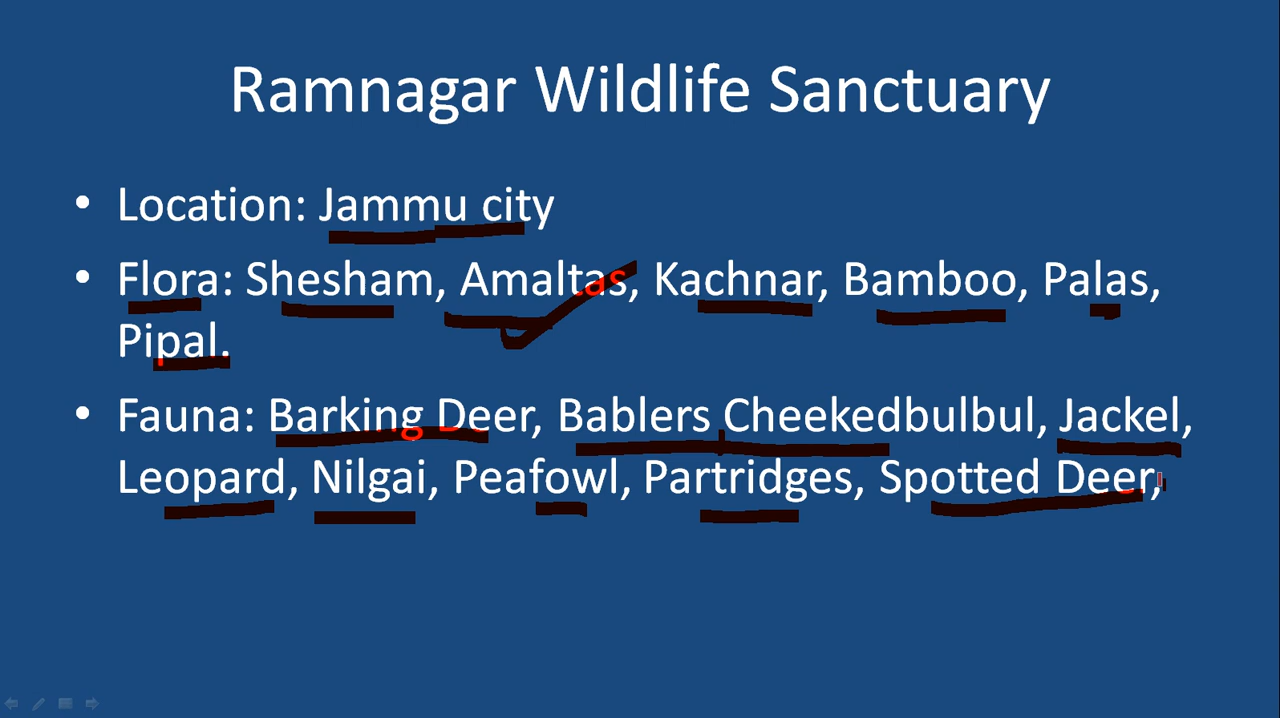 Ramnagar Wildlife Sanctuary
• Location: Jammu city
• Flora: Shesham, Amaltas, Kachnar, Bamboo, Palas,
Pipal.
• Fauna: Barking Deer, Bablers Cheekedbulbul, Jackel,
Leopard, Nilgai, Peafowl, Partridges, Spotted Deer,